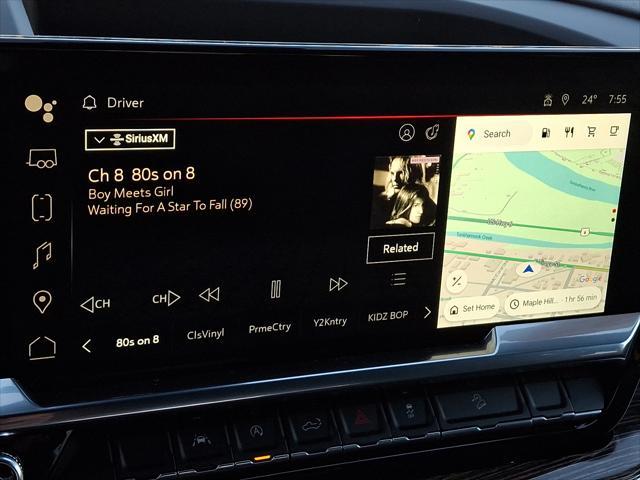 Driver
24° 7:55
SiriusXM
Search
Ch 8 80s on 8
Boy Meets Girl
Waiting For A Star To Fall (89)
Related
CH
CH
Google
Set Home
Maple Hill... · 1 hr 56 min
80s on 8
ClsVinyl
PrmeCtry
Y2Kntry
KIDZ BOP